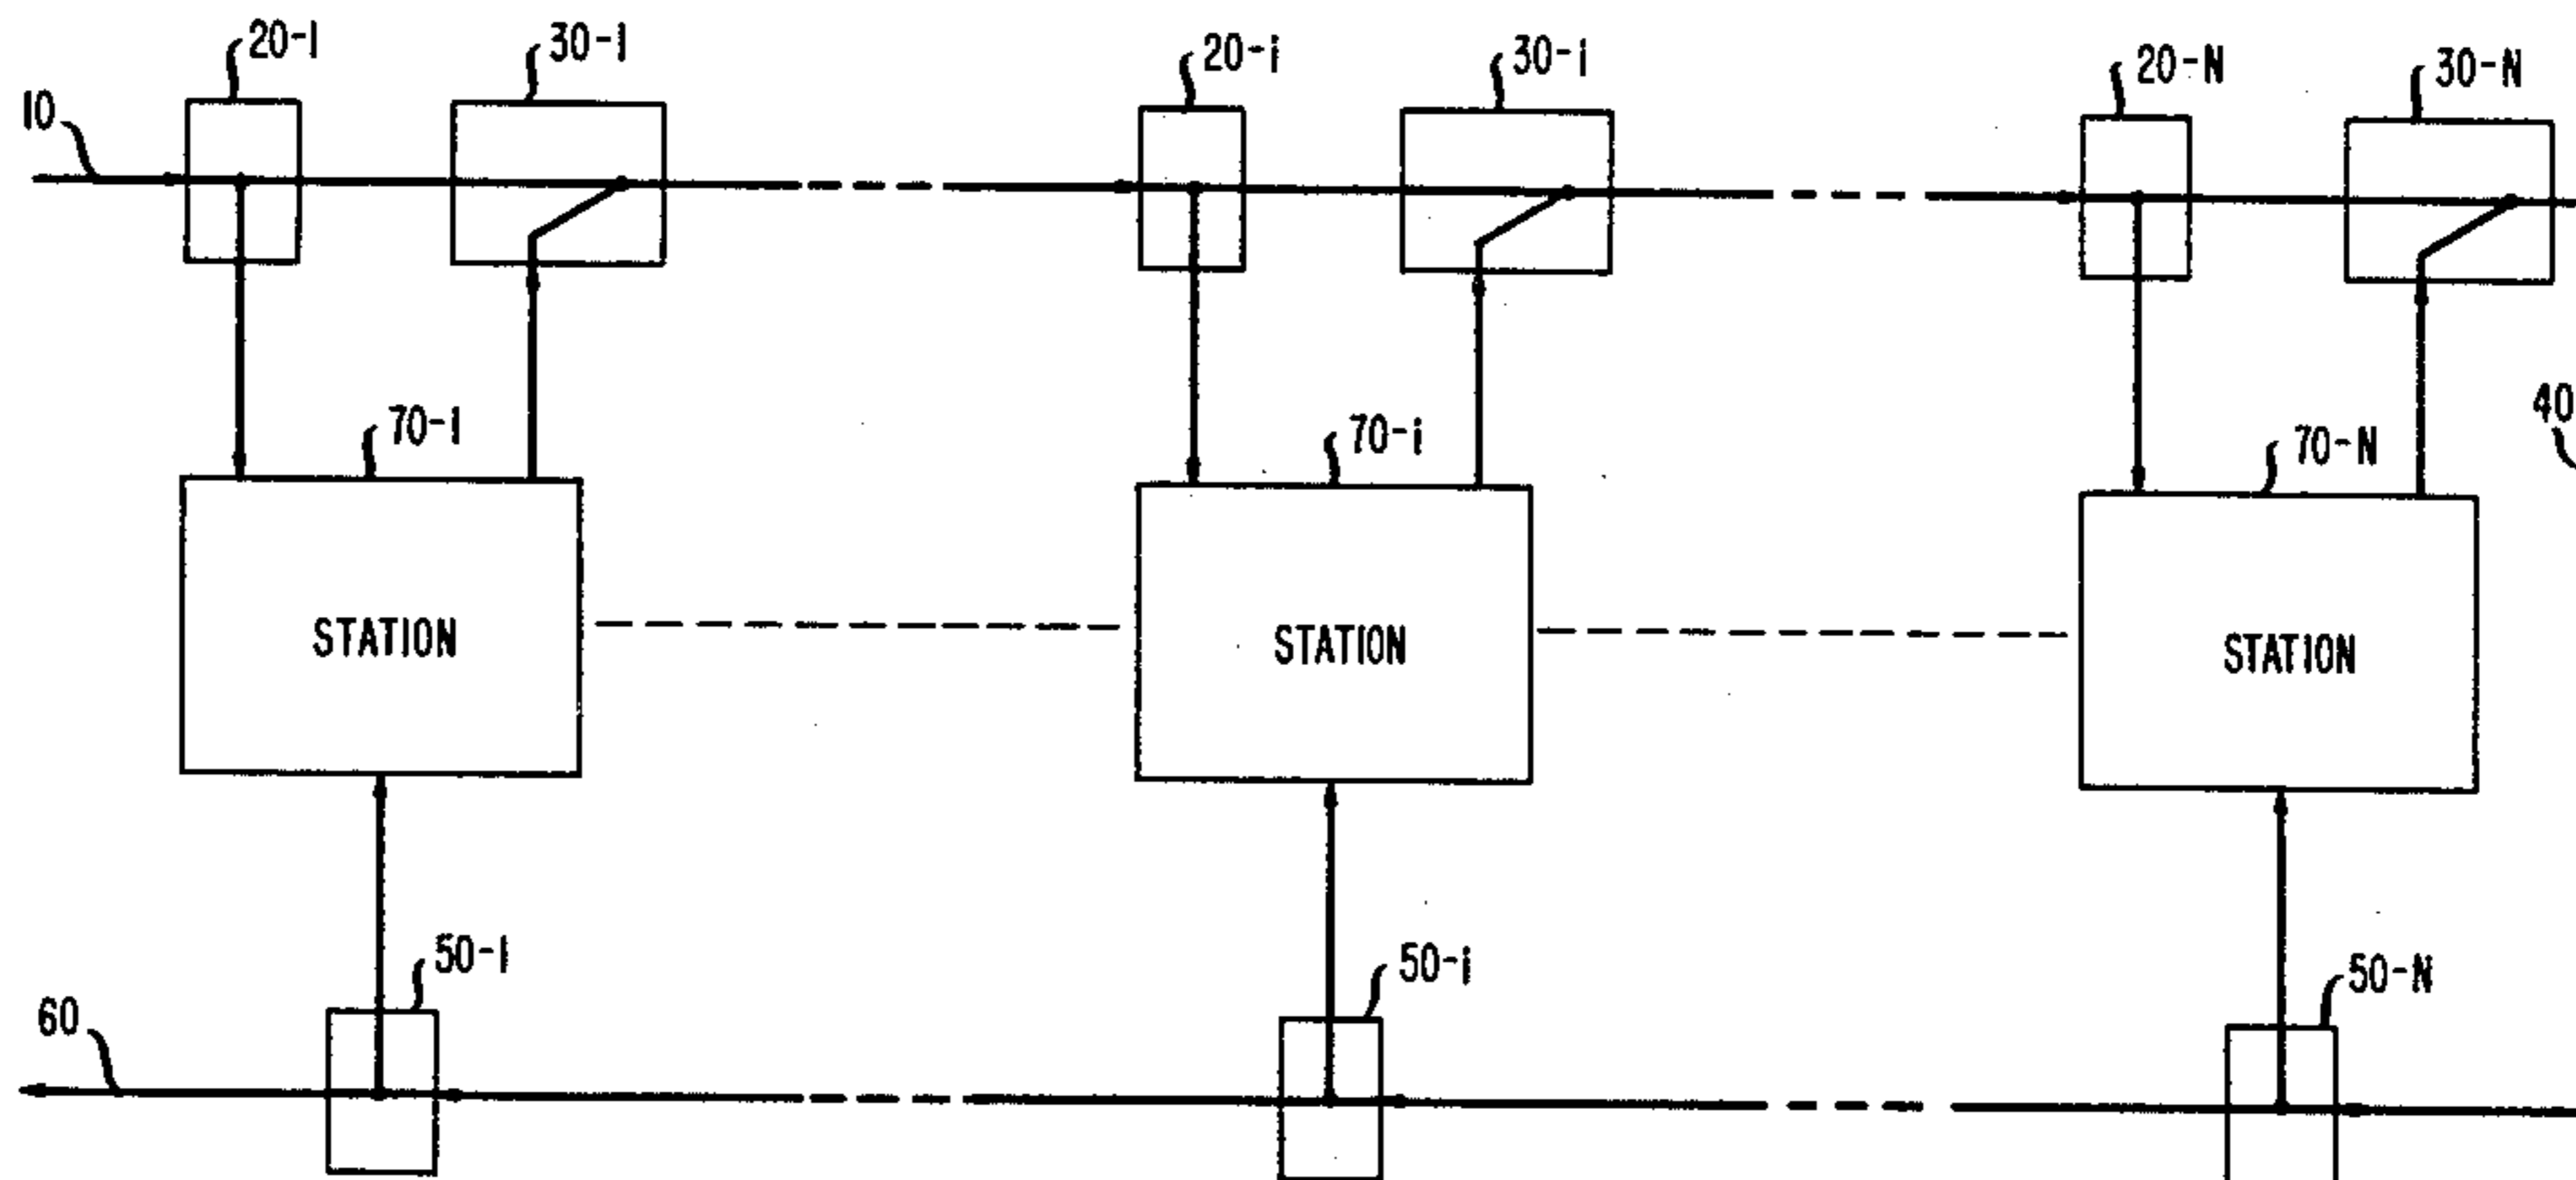 20-1
30-1
20-i
30-i
20-N
30-N
10
70-1
70-i
70-N
40
STATION
STATION
STATION
50-1
50-i
50-N
60